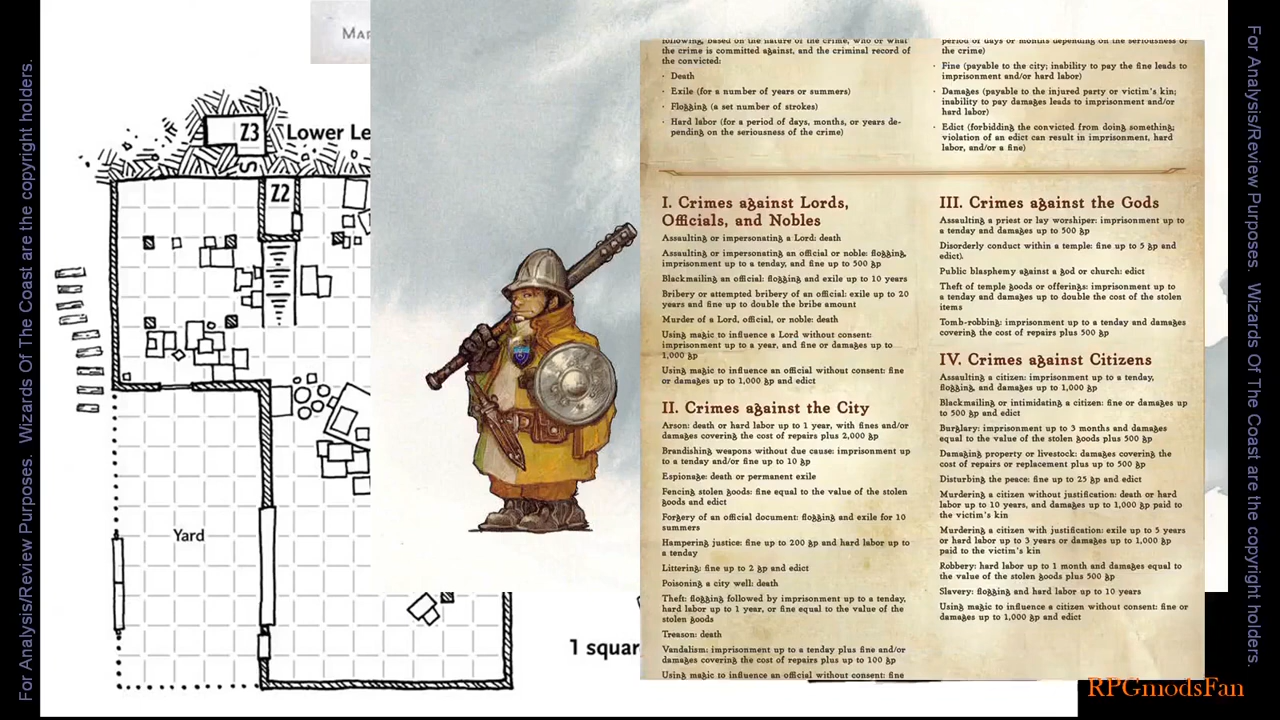 For Analysis/Review Purposes. Wizards Of The Coast are the copyright holders.
Z3
Lower Le
S
Z2
Yard
1 squar
the crime is committed against, and the criminal record of
the convicted:
· Death
· Exile (for a number of years or summers)
· Flogging (a set number of strokes)
· Hard labor (for a period of days, months, or years de-
pending on the seriousness of the crime)
period of days or months depending on the seriousness of
the crime)
· Fine (payable to the city; inability to pay the fine leads to
imprisonment and/or hard labor)
· Damages (payable to the injured party or victim's kin;
inability to pay damages leads to imprisonment and/or
hard labor)
· Edict (forbidding the convicted from doing something;
violation of an edict can result in imprisonment, hard
labor, and/or a fine)
I. Crimes against Lords,
Officials, and Nobles
Assaulting or impersonating a Lord: death
Assaulting or impersonating an official or noble: flogging,
imprisonment up to a tenday, and fine up to 500 gp
Blackmailing an official: flogging and exile up to 10 years
Bribery or attempted bribery of an official: exile up to 20
years and fine up to double the bribe amount
Murder of a Lord, official, or noble: death
Using magic to influence a Lord without consent:
imprisonment up to a year, and fine or damages up to
1,000 gp
Using magic to influence an official without consent: fine
or damages up to 1,000 gp and edict
II. Crimes against the City
Arson: death or hard labor up to 1 year, with fines and/or
damages covering the cost of repairs plus 2,000 gp
Brandishing weapons without due cause: imprisonment up
to a tenday and/or fine up to 10 gp
Espionage: death or permanent exile
Fencing stolen goods: fine equal to the value of the stolen
goods and edict
Forgery of an official document: flogging and exile for 10
summers
Hampering justice: fine up to 200 gp and hard labor up to
a tenday
Littering: fine up to 2 gp and edict
Poisoning a city well: death
Theft: flogging followed by imprisonment up to a tenday,
hard labor up to 1 year, or fine equal to the value of the
stolen goods
Treason: death
Vandalism: imprisonment up to a tenday plus fine and/or
damages covering the cost of repairs plus up to 100 gp
Using magic to influence an official without consent: fine
III. Crimes against the Gods
Assaulting a priest or lay worshiper: imprisonment up to
a tenday and damages up to 500 gp
Disorderly conduct within a temple: fine up to 5 gp and
edict).
Public blasphemy against a god or church: edict
Theft of temple goods or offerings: imprisonment up to
a tenday and damages up to double the cost of the stolen
items
Tomb-robbing: imprisonment up to a tenday and damages
covering the cost of repairs plus 500 gp
IV. Crimes against Citizens
Assaulting a citizen: imprisonment up to a tenday,
flogging, and damages up to 1,000 gp
Blackmailing or intimidating a citizen: fine or damages up
to 500 gp and edict
Burglary: imprisonment up to 3 months and damages
equal to the value of the stolen goods plus 500 gp
Damaging property or livestock: damages covering the
cost of repairs or replacement plus up to 500 gp
Disturbing the peace: fine up to 25 gp and edict
Murdering a citizen without justification: death or hard
labor up to 10 years, and damages up to 1,000 gp paid to
the victim's kin
Murdering a citizen with justification: exile up to 5 years
or hard labor up to 3 years or damages up to 1,000 gp
paid to the victim's kin
Robbery: hard labor up to 1 month and damages equal to
the value of the stolen goods plus 500 gp
Slavery: flogging and hard labor up to 10 years
Using magic to influence a citizen without consent: fine or
damages up to 1,000 gp and edict
For Analysis/Review Purposes. Wizards Of The Coast are the copyright holders.
RPGmodsFan